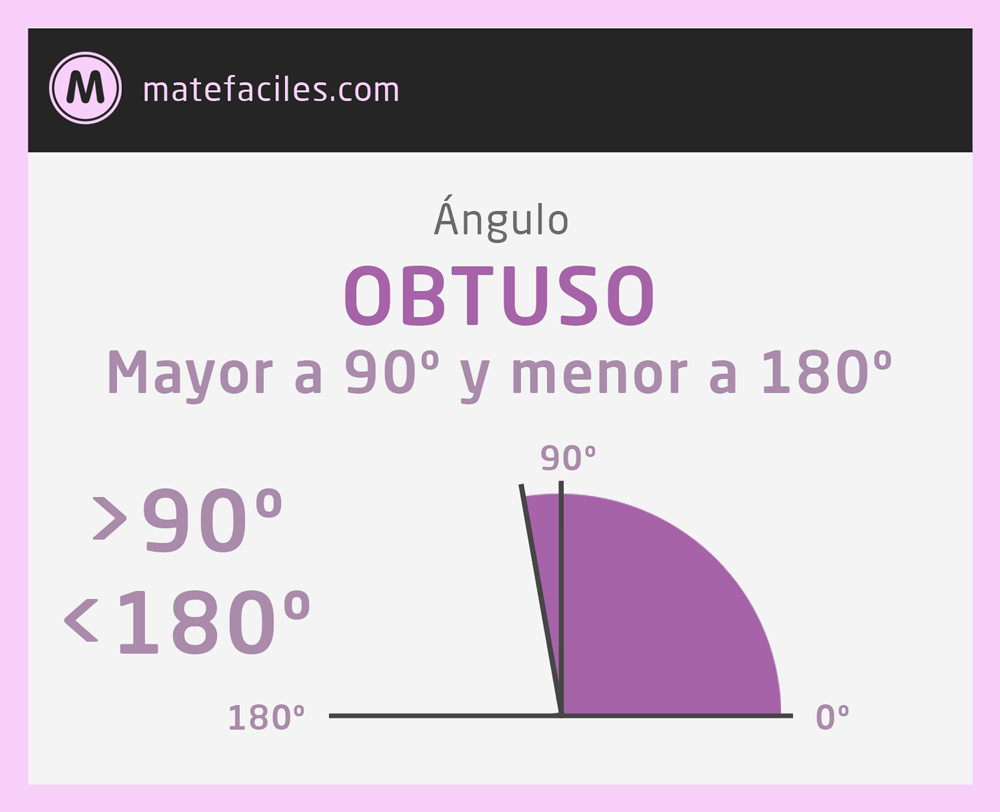 M matefaciles.com
Ángulo
OBTUSO
Mayor a 90º y menor a 180º
90º
>90º
<180º
180º
0º